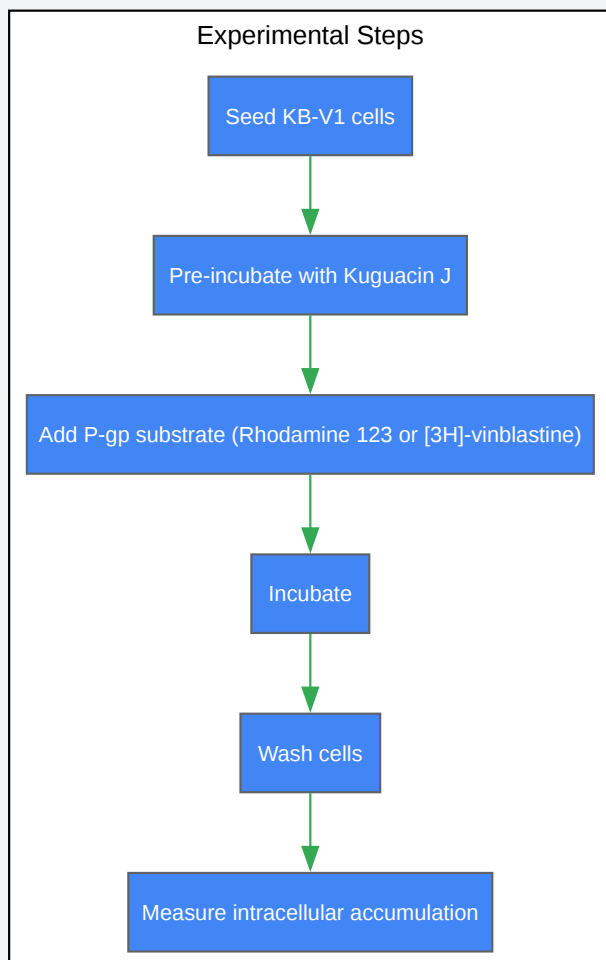 Experimental Steps
Seed KB-V1 cells
Pre-incubate with Kuguacin J
Add P-gp substrate (Rhodamine 123 or [3H]-vinblastine)
Incubate
Wash cells
Measure intracellular accumulation